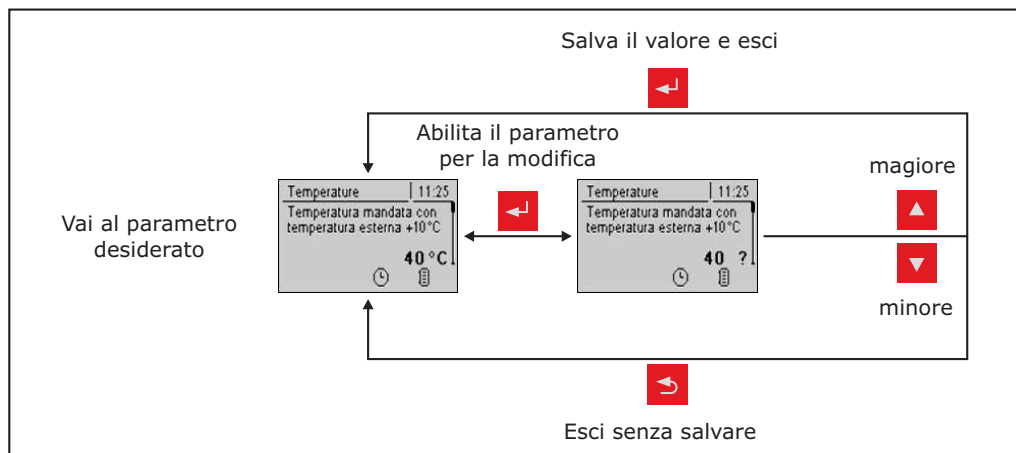 Salva il valore e esci
Abilita il parametro
per la modifica
magiore
Vai al parametro
desiderato
Temperature 11:25
Temperatura mandata con
temperatura esterna +10°C
40 °C
Temperature 11:25
Temperatura mandata con
temperatura esterna +10°C
40 ?
minore
Esci senza salvare